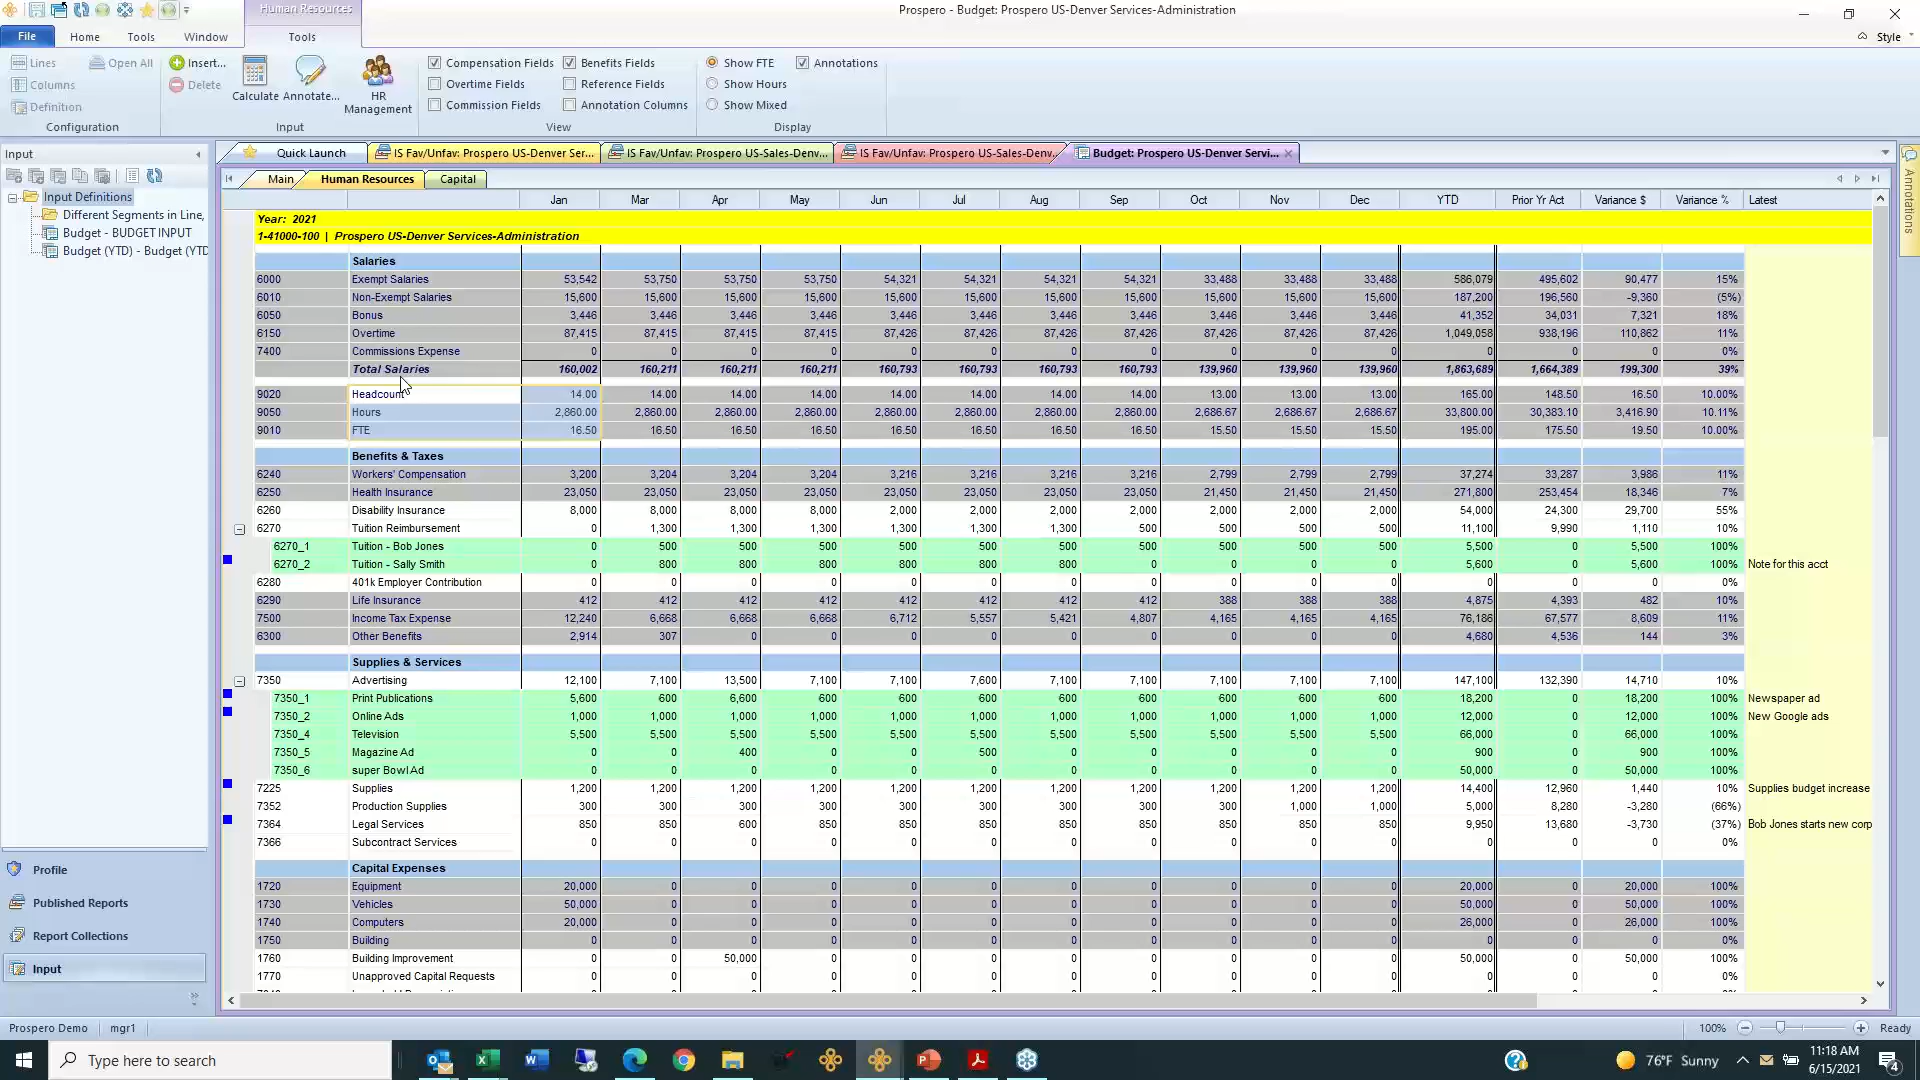 Human Resources
Prospero - Budget: Prospero US-Denver Services-Administration
File Home Tools Window Tools Style
Lines Open All Insert... Compensation Fields Benefits Fields Show FTE Annotations
Columns Delete Calculate Annotate... HR Management Overtime Fields Reference Fields Show Hours
Definition Commission Fields Annotation Columns Show Mixed
Configuration Input View Display
Input
Quick Launch IS Fav/Unfav: Prospero US-Denver Ser... IS Fav/Unfav: Prospero US-Sales-Denv... IS Fav/Unfav: Prospero US-Sales-Denv. Budget: Prospero US-Denver Servi...
Annotations
Main Human Resources Capital
Input Definitions
Different Segments in Line,
Budget - BUDGET INPUT
Budget (YTD) - Budget (YTD
Jan Mar Apr May Jun Jul Aug Sep Oct Nov Dec YTD Prior Yr Act Variance $ Variance % Latest
Year: 2021
1-41000-100 | Prospero US-Denver Services-Administration
Salaries
6000 Exempt Salaries 53,542 53,750 53,750 53,750 54,321 54,321 54,321 54,321 33,488 33,488 33,488 586,079 495,602 90,477 15%
6010 Non-Exempt Salaries 15,600 15,600 15,600 15,600 15,600 15,600 15,600 15,600 15,600 15,600 15,600 187,200 196,560 -9,360 (5%)
6050 Bonus 3,446 3,446 3,446 3,446 3,446 3,446 3,446 3,446 3,446 3,446 3,446 41,352 34,031 7,321 18%
6150 Overtime 87,415 87,415 87,415 87,415 87,426 87,426 87,426 87,426 87,426 87,426 87,426 1,049,058 938,196 110,862 11%
7400 Commissions Expense 0 0 0 0 0 0 0 0 0 0 0 0 0 0 0%
Total Salaries 160,002 160,211 160,211 160,211 160,793 160,793 160,793 160,793 139,960 139,960 139,960 1,863,689 1,664,389 199,300 39%
9020 Headcount 14.00 14.00 14.00 14.00 14.00 14.00 14.00 14.00 13.00 13.00 13.00 165.00 148.50 16.50 10.00%
9050 Hours 2,860.00 2,860.00 2,860.00 2,860.00 2,860.00 2,860.00 2,860.00 2,860.00 2,686.67 2,686.67 2,686.67 33,800.00 30,383.10 3,416.90 10.11%
9010 FTE 16.50 16.50 16.50 16.50 16.50 16.50 16.50 16.50 15.50 15.50 15.50 195.00 175.50 19.50 10.00%
Benefits & Taxes
6240 Workers' Compensation 3,200 3,204 3,204 3,204 3,216 3,216 3,216 3,216 2,799 2,799 2,799 37,274 33,287 3,986 11%
6250 Health Insurance 23,050 23,050 23,050 23,050 23,050 23,050 23,050 23,050 21,450 21,450 21,450 271,800 253,454 18,346 7%
6260 Disability Insurance 8,000 8,000 8,000 8,000 2,000 2,000 2,000 2,000 2,000 2,000 2,000 54,000 24,300 29,700 55%
6270 Tuition Reimbursement 0 1,300 1,300 1,300 1,300 1,300 1,300 500 500 500 500 11,100 9,990 1,110 10%
6270_1 Tuition - Bob Jones 0 500 500 500 500 500 500 500 500 500 500 5,500 0 5,500 100%
6270_2 Tuition - Sally Smith 0 800 800 800 800 800 800 0 0 0 0 5,600 0 5,600 100% Note for this acct
6280 401k Employer Contribution 0 0 0 0 0 0 0 0 0 0 0 0 0 0 0%
6290 Life Insurance 412 412 412 412 412 412 412 412 388 388 388 4,875 4,393 482 10%
7500 Income Tax Expense 12,240 6,668 6,668 6,668 6,712 5,557 5,421 4,807 4,165 4,165 4,165 76,186 67,577 8,609 11%
6300 Other Benefits 2,914 307 0 0 0 0 0 0 0 0 0 4,680 4,536 144 3%
Supplies & Services
7350 Advertising 12,100 7,100 13,500 7,100 7,100 7,600 7,100 7,100 7,100 7,100 7,100 147,100 132,390 14,710 10%
7350_1 Print Publications 5,600 600 6,600 600 600 600 600 600 600 600 600 18,200 0 18,200 100% Newspaper ad
7350_2 Online Ads 1,000 1,000 1,000 1,000 1,000 1,000 1,000 1,000 1,000 1,000 1,000 12,000 0 12,000 100% New Google ads
7350_4 Television 5,500 5,500 5,500 5,500 5,500 5,500 5,500 5,500 5,500 5,500 5,500 66,000 0 66,000 100%
7350_5 Magazine Ad 0 0 400 0 0 500 0 0 0 0 0 900 0 900 100%
7350_6 super Bowl Ad 0 0 0 0 0 0 0 0 0 0 0 50,000 0 50,000 100%
7225 Supplies 1,200 1,200 1,200 1,200 1,200 1,200 1,200 1,200 1,200 1,200 1,200 14,400 12,960 1,440 10% Supplies budget increase
7352 Production Supplies 300 300 300 300 300 300 300 300 300 1,000 1,000 5,000 8,280 -3,280 (66%)
7364 Legal Services 850 850 600 850 850 850 850 850 850 850 850 9,950 13,680 -3,730 (37%) Bob Jones starts new corp
7366 Subcontract Services 0 0 0 0 0 0 0 0 0 0 0 0 0 0 0%
Capital Expenses
1720 Equipment 20,000 0 0 0 0 0 0 0 0 0 0 20,000 0 20,000 100%
1730 Vehicles 50,000 0 0 0 0 0 0 0 0 0 0 50,000 0 50,000 100%
1740 Computers 20,000 0 0 0 0 0 0 0 0 0 0 26,000 0 26,000 100%
1750 Building 0 0 0 0 0 0 0 0 0 0 0 0 0 0 0%
1760 Building Improvement 0 0 50,000 0 0 0 0 0 0 0 0 50,000 0 50,000 100%
1770 Unapproved Capital Requests 0 0 0 0 0 0 0 0 0 0 0 0 0 0 0%
Profile
Published Reports
Report Collections
Input
Prospero Demo mgr1 100% Ready
Type here to search 76°F Sunny 11:18 AM
6/15/2021 4